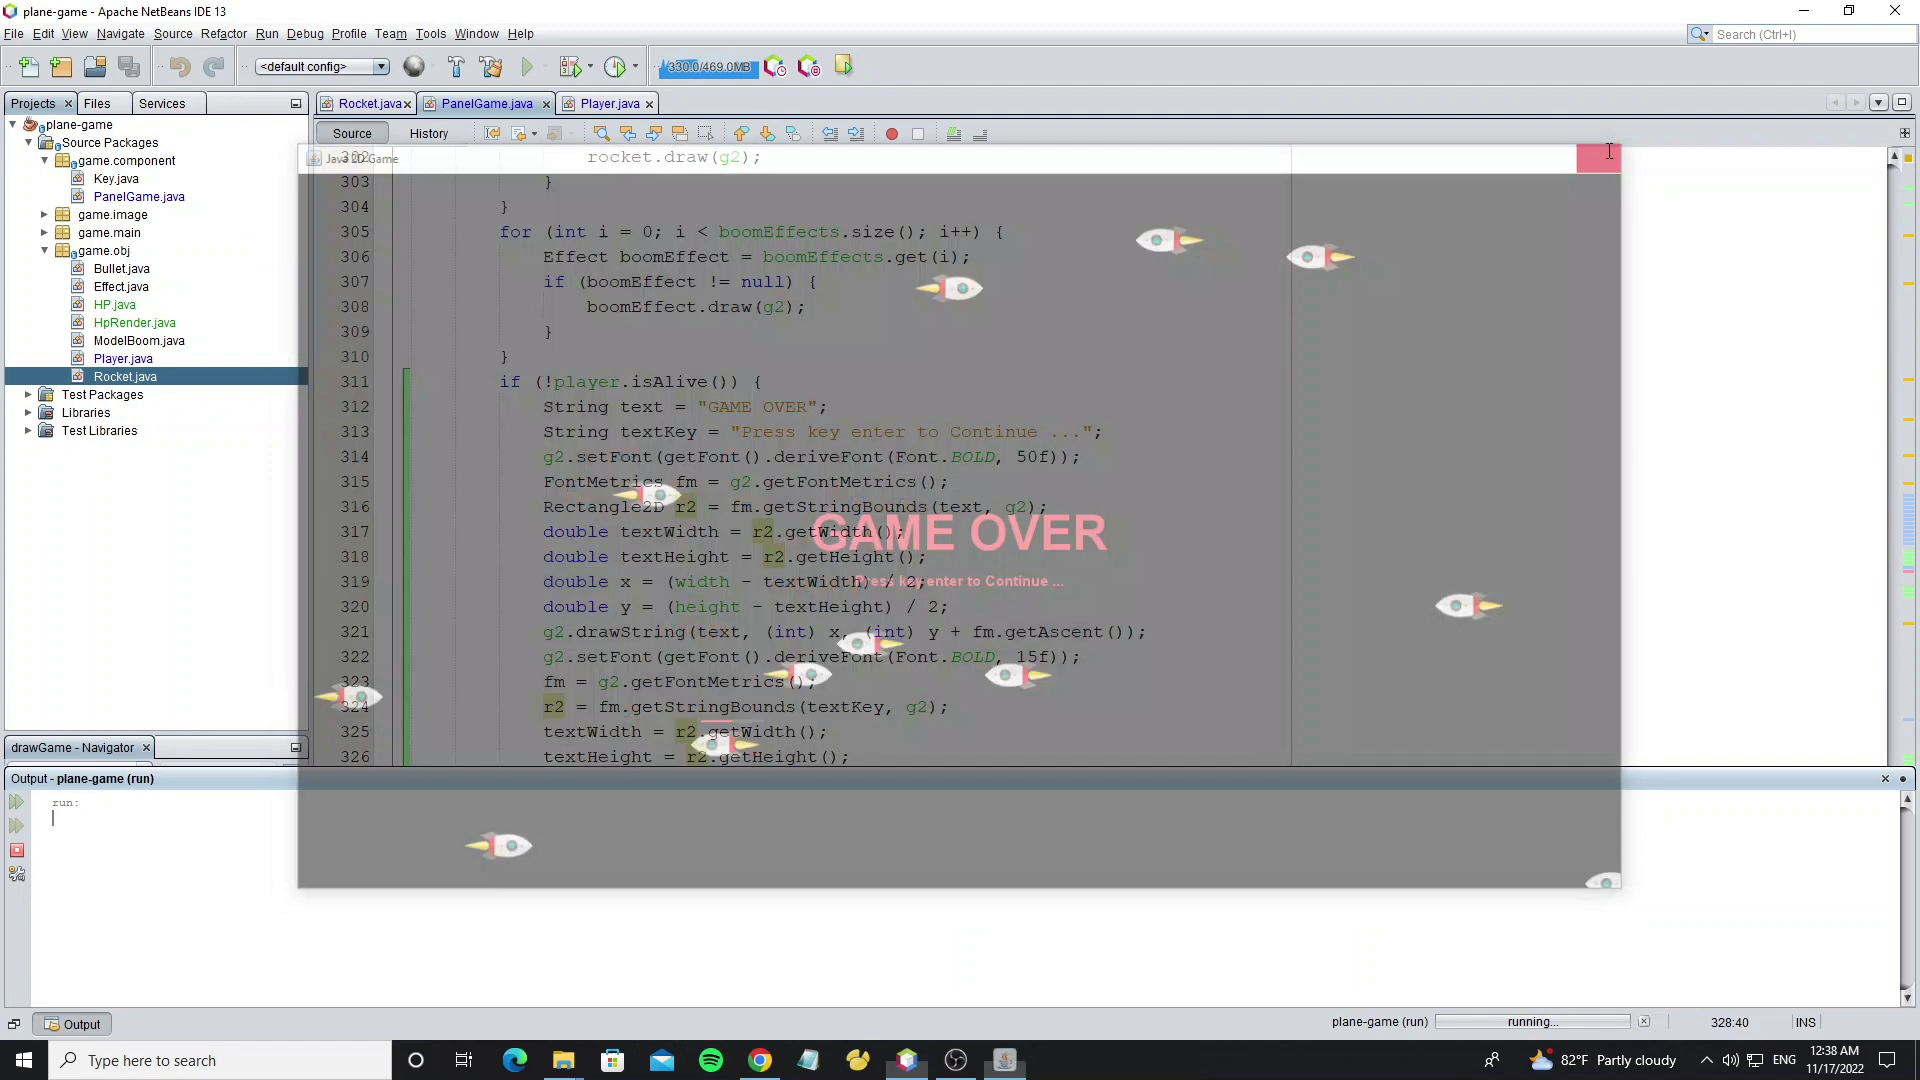 plane-game - Apache NetBeans IDE 13
File Edit View Navigate Source Refactor Run Debug Profile Team Tools Window Help
Search (Ctrl+I)
<default config>
330.0/469.0MB
Projects Files Services
Rocket.java PanelGame.java Player.java
Source History
plane-game
Source Packages
game.component
Key.java
PanelGame.java
game.image
game.main
game.obj
Bullet.java
Effect.java
HP.java
HpRender.java
ModelBoom.java
Player.java
Rocket.java
Test Packages
Libraries
Test Libraries
Java 2D Game
302 rocket.draw(g2);
303 }
304 }
305 for (int i = 0; i < boomEffects.size(); i++) {
306 Effect boomEffect = boomEffects.get(i);
307 if (boomEffect != null) {
308 boomEffect.draw(g2);
309 }
310 }
311 if (!player.isAlive()) {
312 String text = "GAME OVER";
313 String textKey = "Press key enter to Continue ...";
314 g2.setFont(getFont().deriveFont(Font.BOLD, 50f));
315 FontMetrics fm = g2.getFontMetrics();
316 Rectangle2D r2 = fm.getStringBounds(text, g2);
317 double textWidth = r2.getWidth();
318 double textHeight = r2.getHeight();
319 double x = (width - textWidth) / 2;
320 double y = (height - textHeight) / 2;
321 g2.drawString(text, (int) x, (int) y + fm.getAscent());
322 g2.setFont(getFont().deriveFont(Font.BOLD, 15f));
323 fm = g2.getFontMetrics();
324 r2 = fm.getStringBounds(textKey, g2);
325 textWidth = r2.getWidth();
326 textHeight = r2.getHeight();
GAME OVER
Press key enter to Continue ...
drawGame - Navigator
Output - plane-game (run)
run:
Output
plane-game (run) running... 328:40 INS
Type here to search
82°F Partly cloudy ENG 12:38 AM
11/17/2022